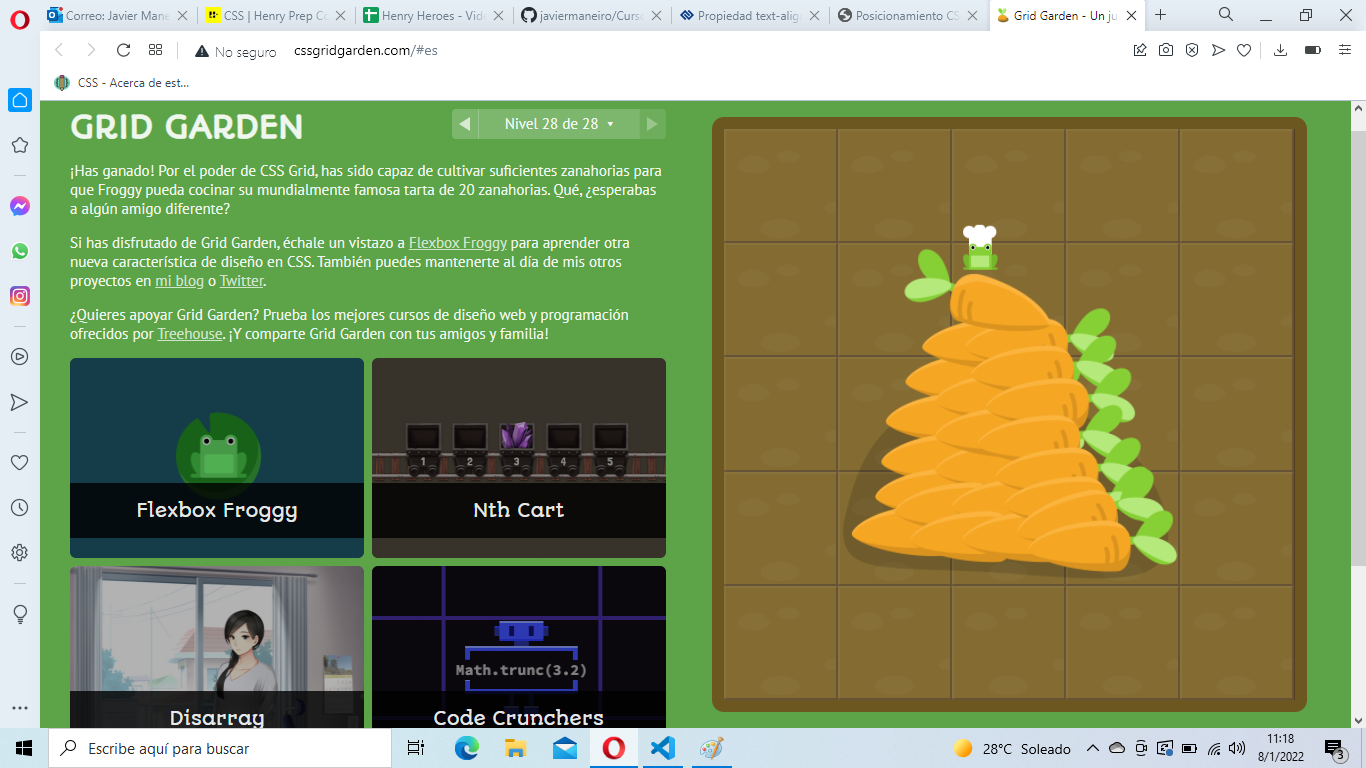 Correo: Javier Mane
CSS | Henry Prep Co
Henry Heroes - Vide
javiermaneiro/Curso
Propiedad text-alig
Posicionamiento CS
Grid Garden - Un ju
No seguro
cssgridgarden.com/#es
CSS - Acerca de est...
GRID GARDEN
Nivel 28 de 28
¡Has ganado! Por el poder de CSS Grid, has sido capaz de cultivar suficientes zanahorias para
que Froggy pueda cocinar su mundialmente famosa tarta de 20 zanahorias. Qué, ¿esperabas
a algún amigo diferente?
Si has disfrutado de Grid Garden, échale un vistazo a Flexbox Froggy para aprender otra
nueva característica de diseño en CSS. También puedes mantenerte al día de mis otros
proyectos en mi blog o Twitter.
¿Quieres apoyar Grid Garden? Prueba los mejores cursos de diseño web y programación
ofrecidos por Treehouse. ¡Y comparte Grid Garden con tus amigos y familia!
1 2 3 4 5
Flexbox Froggy
Nth Cart
Math.trunc(3.2)
Disarray
Code Crunchers
Escribe aquí para buscar
28°C Soleado
11:18
8/1/2022
3